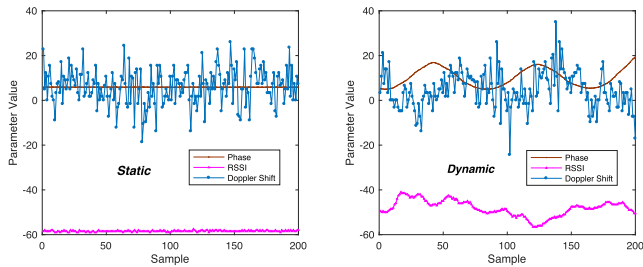 40
20
0
-20
-40
-60
Parameter Value
Static
Phase
RSSI
Doppler Shift
0 50 100 150 200
Sample
40
20
0
-20
-40
-60
Parameter Value
Dynamic
Phase
RSSI
Doppler Shift
0 50 100 150 200
Sample